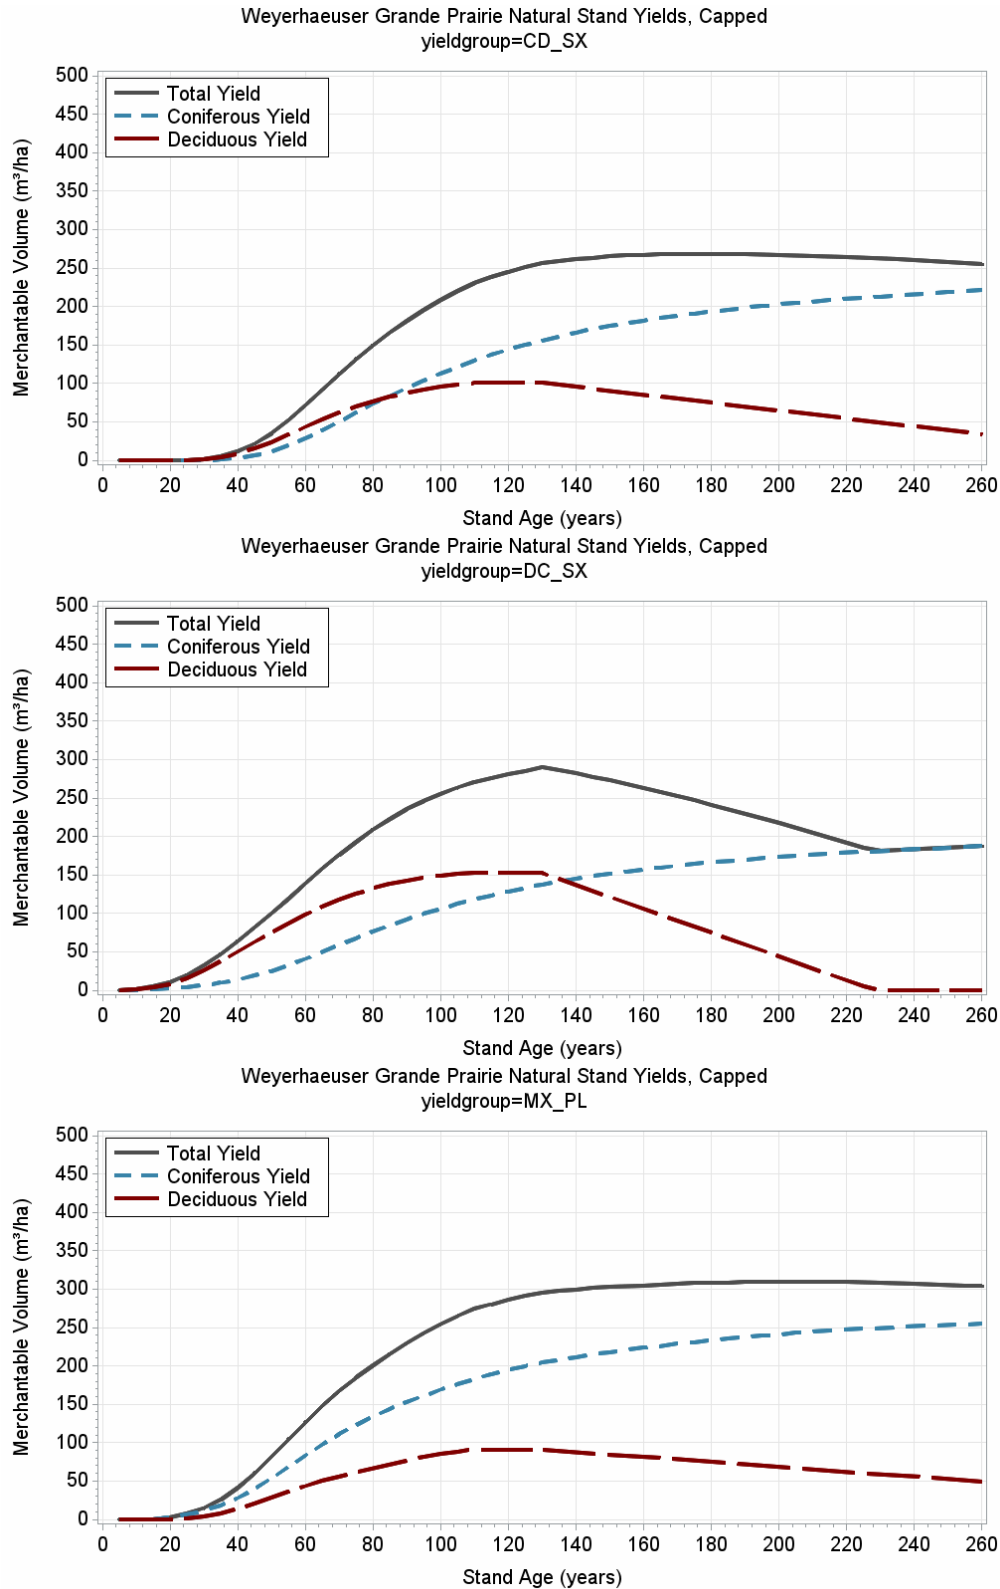 Weyerhaeuser Grande Prairie Natural Stand Yields, Capped
yieldgroup=CD_SX
500
450
400
350
300
250
200
150
100
50
0
Merchantable Volume (m³/ha)
Total Yield
Coniferous Yield
Deciduous Yield
0 20 40 60 80 100 120 140 160 180 200 220 240 260
Stand Age (years)
Weyerhaeuser Grande Prairie Natural Stand Yields, Capped
yieldgroup=DC_SX
500
450
400
350
300
250
200
150
100
50
0
Merchantable Volume (m³/ha)
Total Yield
Coniferous Yield
Deciduous Yield
0 20 40 60 80 100 120 140 160 180 200 220 240 260
Stand Age (years)
Weyerhaeuser Grande Prairie Natural Stand Yields, Capped
yieldgroup=MX_PL
500
450
400
350
300
250
200
150
100
50
0
Merchantable Volume (m³/ha)
Total Yield
Coniferous Yield
Deciduous Yield
0 20 40 60 80 100 120 140 160 180 200 220 240 260
Stand Age (years)